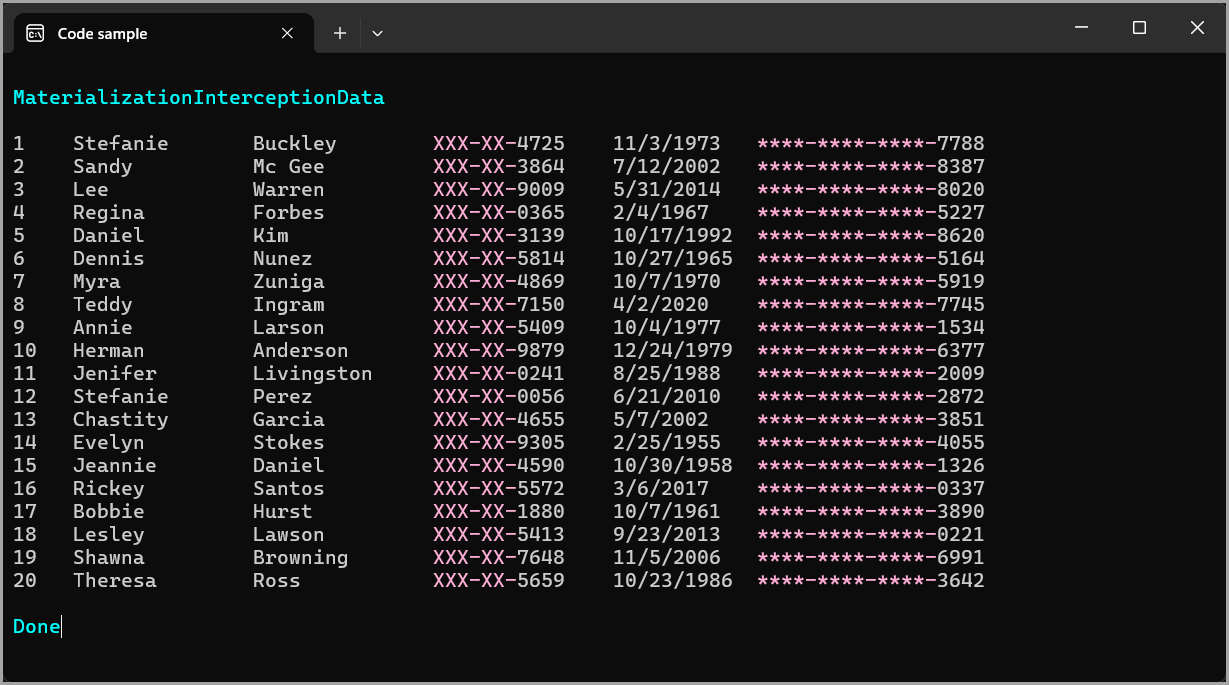 Code sample
MaterializationInterceptionData
1 Stefanie Buckley XXX-XX-4725 11/3/1973 ****-****-****-7788
2 Sandy Mc Gee XXX-XX-3864 7/12/2002 ****-****-****-8387
3 Lee Warren XXX-XX-9009 5/31/2014 ****-****-****-8020
4 Regina Forbes XXX-XX-0365 2/4/1967 ****-****-****-5227
5 Daniel Kim XXX-XX-3139 10/17/1992 ****-****-****-8620
6 Dennis Nunez XXX-XX-5814 10/27/1965 ****-****-****-5164
7 Myra Zuniga XXX-XX-4869 10/7/1970 ****-****-****-5919
8 Teddy Ingram XXX-XX-7150 4/2/2020 ****-****-****-7745
9 Annie Larson XXX-XX-5409 10/4/1977 ****-****-****-1534
10 Herman Anderson XXX-XX-9879 12/24/1979 ****-****-****-6377
11 Jenifer Livingston XXX-XX-0241 8/25/1988 ****-****-****-2009
12 Stefanie Perez XXX-XX-0056 6/21/2010 ****-****-****-2872
13 Chastity Garcia XXX-XX-4655 5/7/2002 ****-****-****-3851
14 Evelyn Stokes XXX-XX-9305 2/25/1955 ****-****-****-4055
15 Jeannie Daniel XXX-XX-4590 10/30/1958 ****-****-****-1326
16 Rickey Santos XXX-XX-5572 3/6/2017 ****-****-****-0337
17 Bobbie Hurst XXX-XX-1880 10/7/1961 ****-****-****-3890
18 Lesley Lawson XXX-XX-5413 9/23/2013 ****-****-****-0221
19 Shawna Browning XXX-XX-7648 11/5/2006 ****-****-****-6991
20 Theresa Ross XXX-XX-5659 10/23/1986 ****-****-****-3642
Done